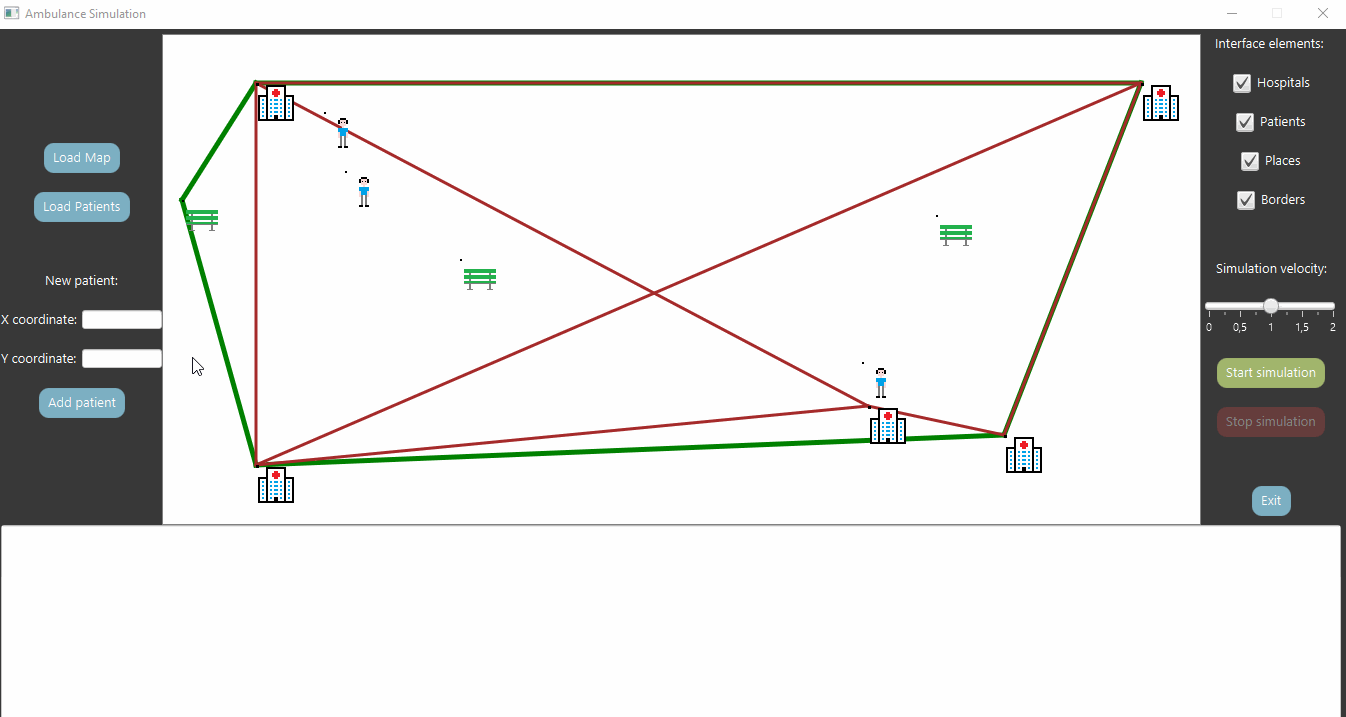 Ambulance Simulation
Load Map
Load Patients
New patient:
X coordinate:
Y coordinate:
Add patient
Interface elements:
Hospitals
Patients
Places
Borders
Simulation velocity:
0 0,5 1 1,5 2
Start simulation
Stop simulation
Exit